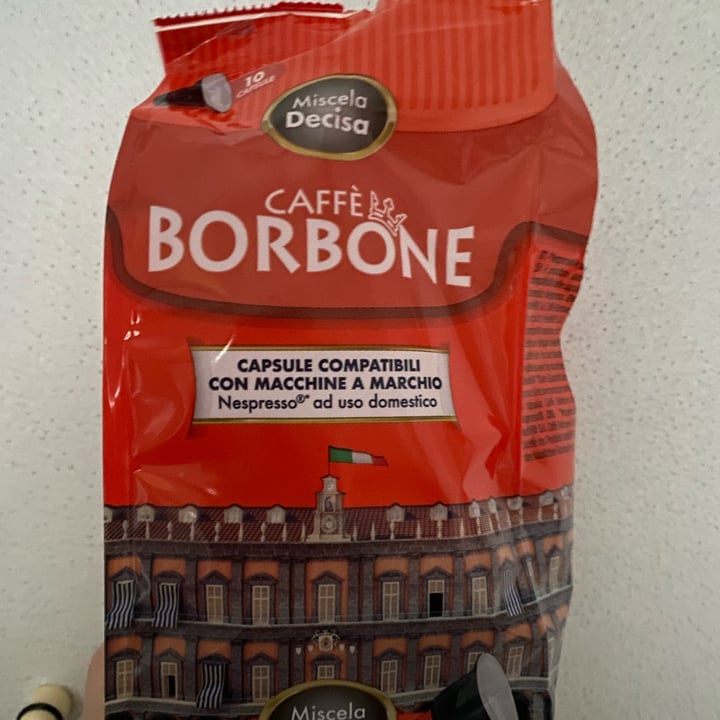 10
CAPSULE
Miscela
Decisa
CAFFÈ
BORBONE
CAPSULE COMPATIBILI
CON MACCHINE A MARCHIO
Nespresso®* ad uso domestico
Miscela